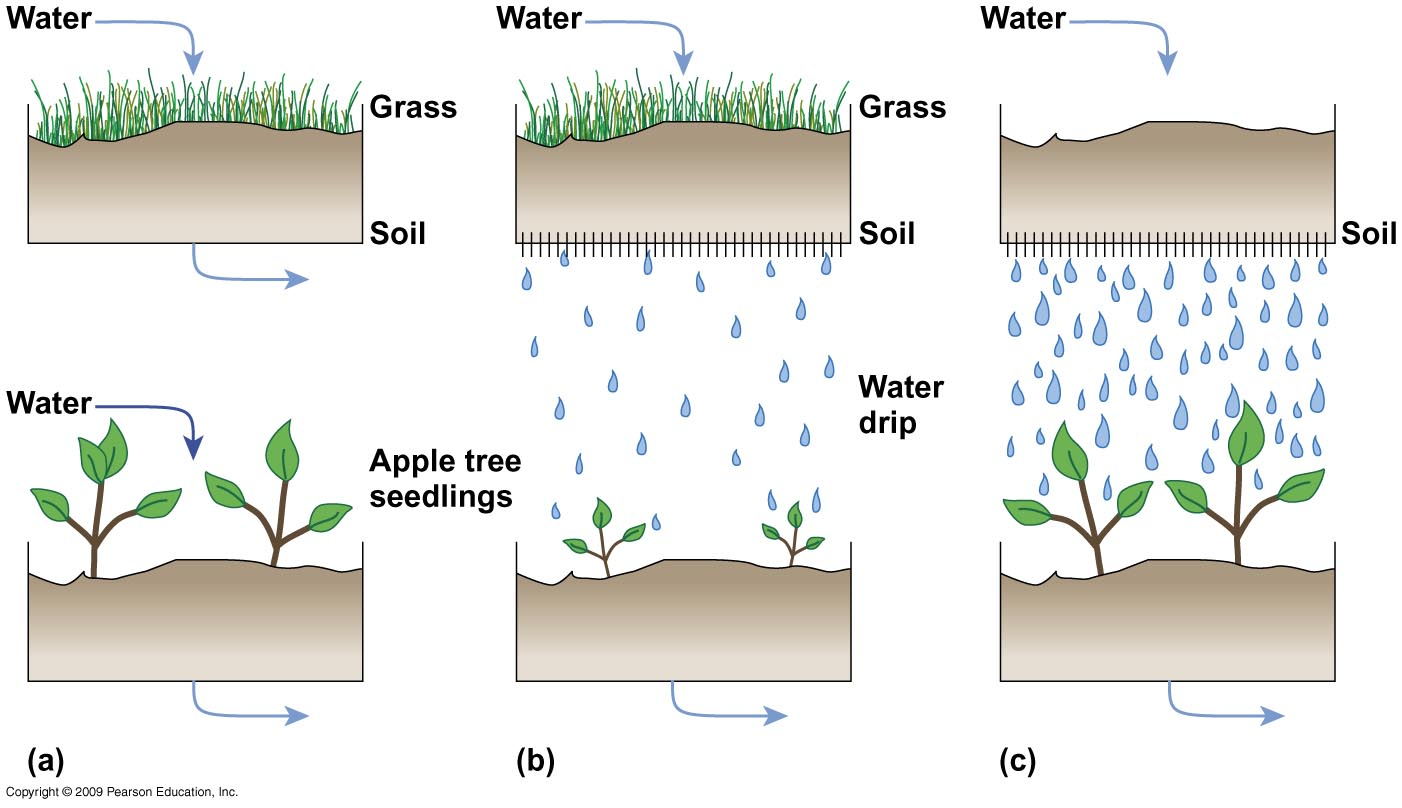 Water
Water
Water
Grass
Grass
Soil
Soil
Soil
Water
Water
drip
Apple tree
seedlings
(a)
(b)
(c)
Copyright © 2009 Pearson Education, Inc.